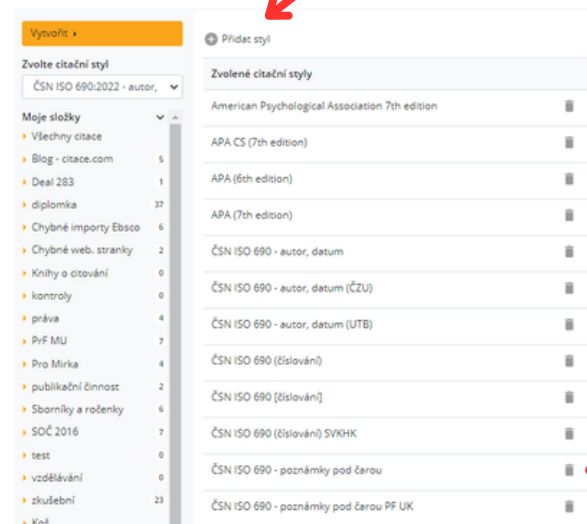 Vytvořit
Zvolte citační styl
ČSN ISO 690:2022 - autor,
Moje složky
Všechny citace
Blog - citace.com 5
Deal 283 1
diplomka 37
Chybné importy Ebsco 6
Chybné web. stranky 2
Knihy o citování 0
kontroly 0
práva 4
PrF MU 7
Pro Mirka 4
publikační činnost 2
Sborníky a ročenky 6
SOČ 2016 7
test 0
vzdělávání 0
zkušební 23
Koš
Přidat styl
Zvolené citační styly
American Psychological Association 7th edition
APA CS (7th edition)
APA (6th edition)
APA (7th edition)
ČSN ISO 690 - autor, datum
ČSN ISO 690 - autor, datum (ČZU)
ČSN ISO 690 - autor, datum (UTB)
ČSN ISO 690 (číslování)
ČSN ISO 690 [číslování]
ČSN ISO 690 (číslování) SVKHK
ČSN ISO 690 - poznámky pod čarou
ČSN ISO 690 - poznámky pod čarou PF UK